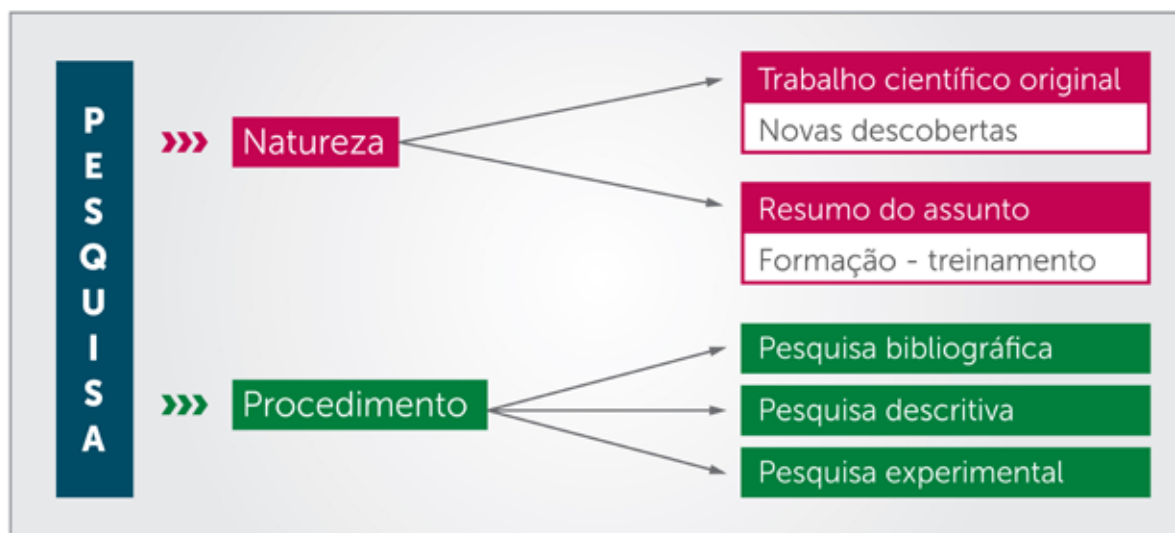 PESQUISA
Natureza
Trabalho científico original
Novas descobertas
Resumo do assunto
Formação - treinamento
Procedimento
Pesquisa bibliográfica
Pesquisa descritiva
Pesquisa experimental